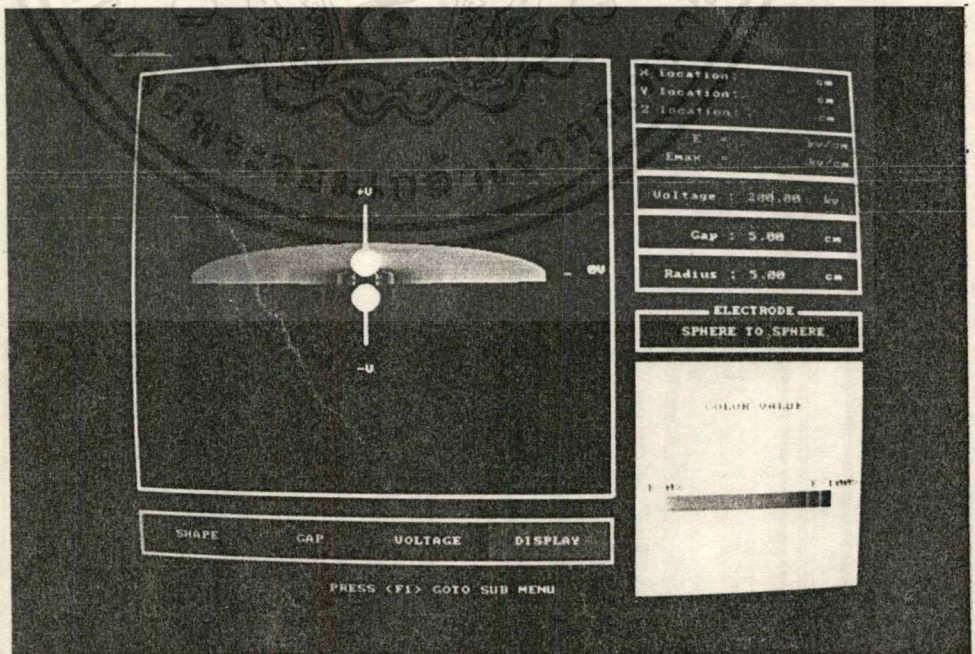 X location: cm
Y location: cm
Z location: cm
E = kv/cm
Emax = kv/cm
Voltage : 200.00 kv
Gap : 5.00 cm
Radius : 5.00 cm
ELECTRODE
SPHERE TO SPHERE
+V
0V
-V
COLOR VALUE
SHAPE GAP VOLTAGE DISPLAY
PRESS <F1> GOTO SUB MENU